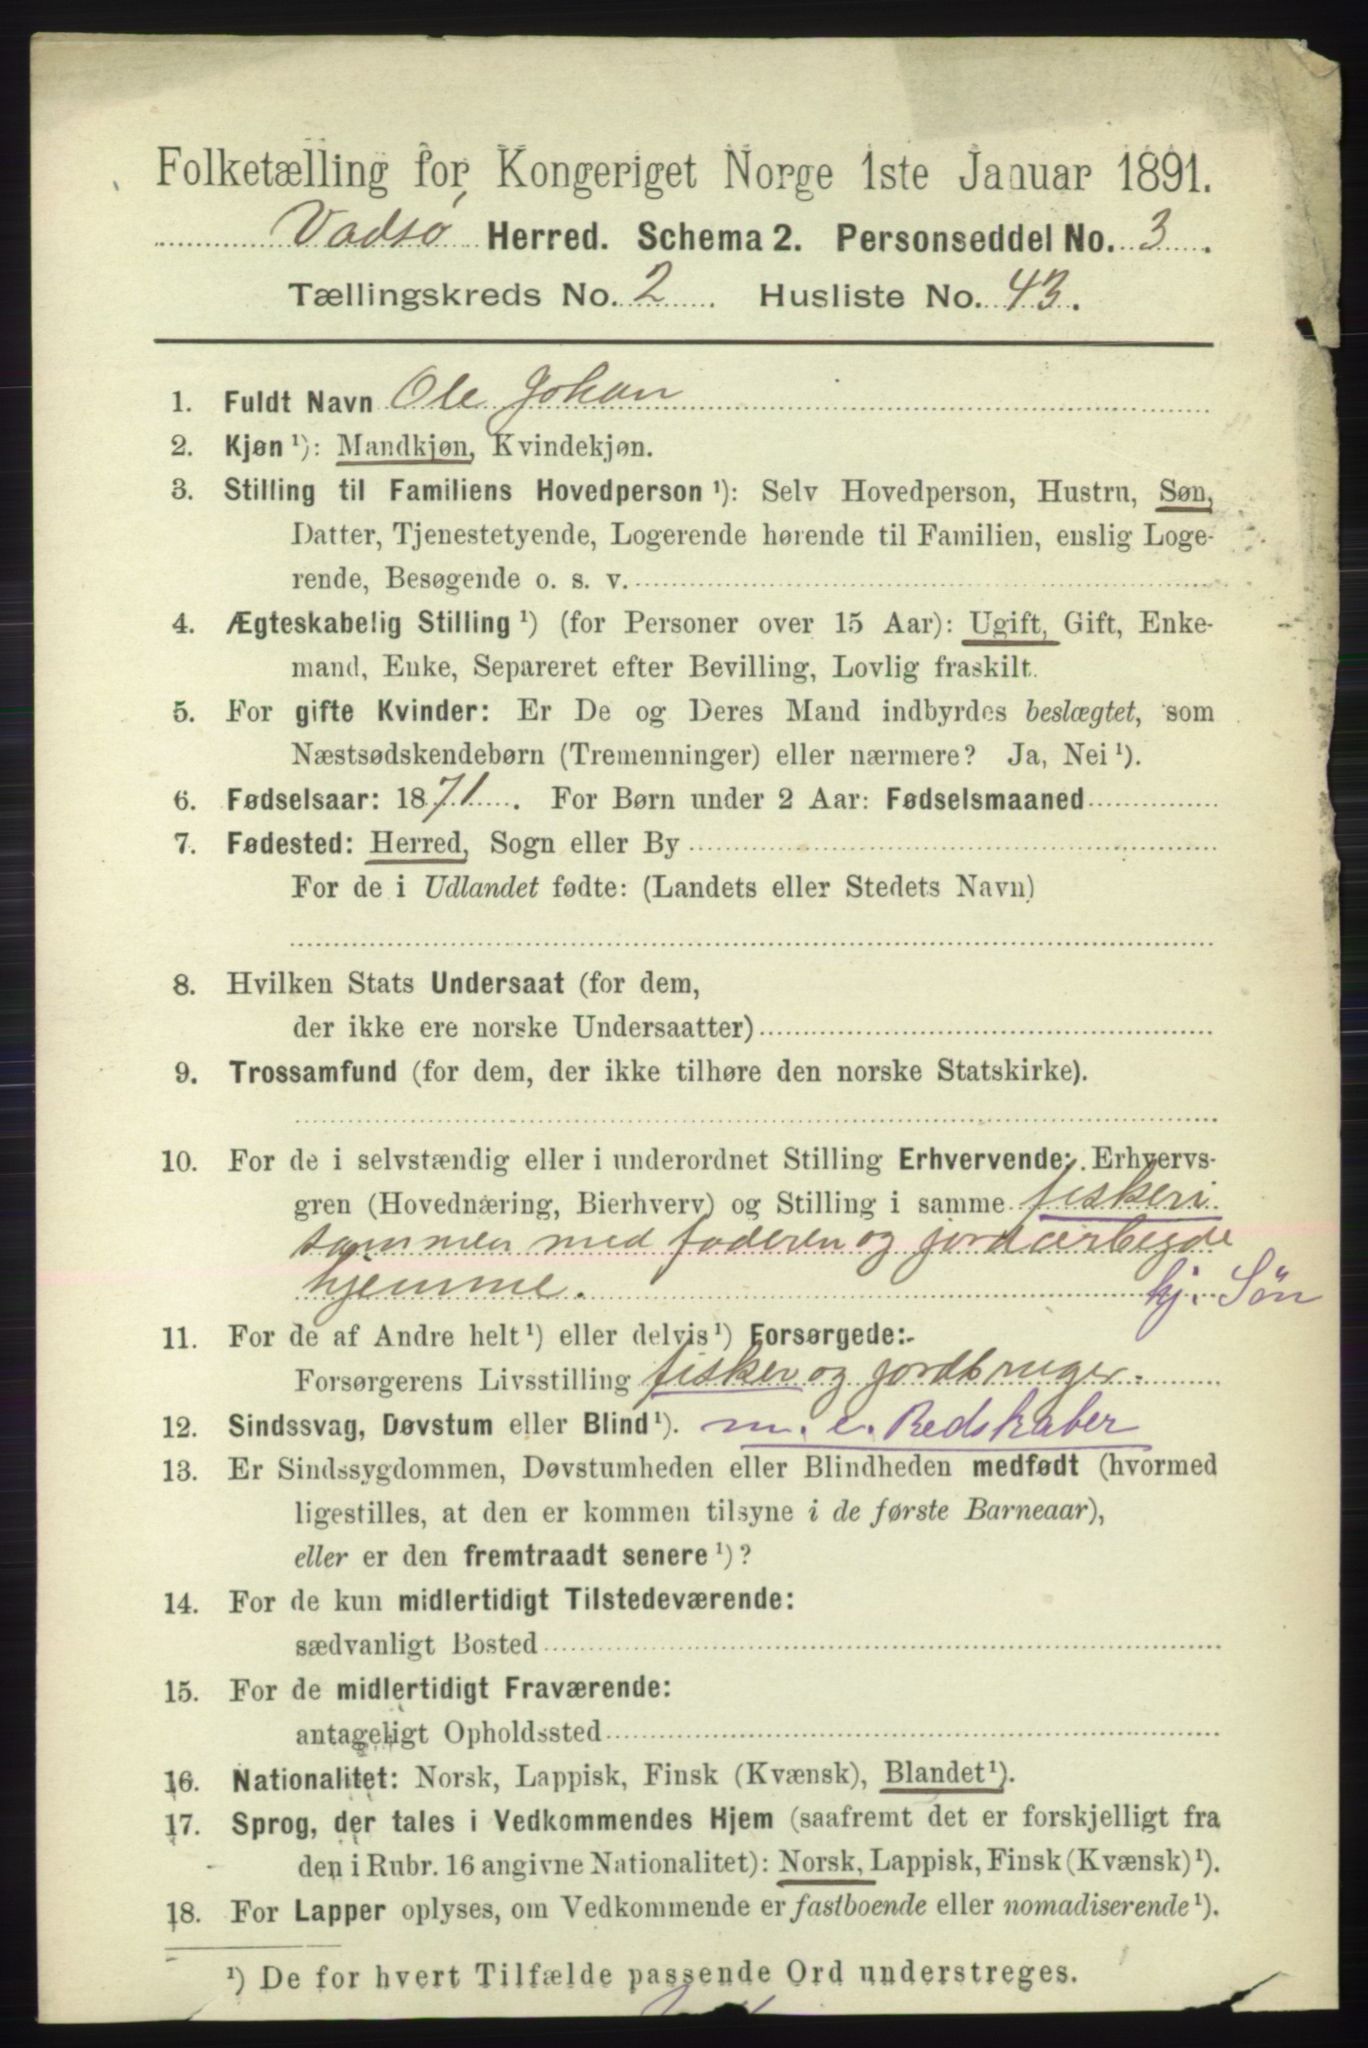 Folketælling for Kongeriget Norge 1ste Januar 1891.
Vadsø Herred. Schema 2. Personseddel No. 3.
Tællingskreds No. 2. Husliste No. 43.
1. Fuldt Navn Ole Johan
2. Kjøn ¹): Mandkjøn, Kvindekjøn.
3. Stilling til Familiens Hovedperson ¹): Selv Hovedperson, Hustru, Søn,
Datter, Tjenestetyende, Logerende hørende til Familien, enslig Loge-
rende, Besøgende o. s. v.
4. Ægteskabelig Stilling ¹) (for Personer over 15 Aar): Ugift, Gift, Enke-
mand, Enke, Separeret efter Bevilling, Lovlig fraskilt.
5. For gifte Kvinder: Er De og Deres Mand indbyrdes beslægtet, som
Næstsødskendebørn (Tremenninger) eller nærmere? Ja, Nei ¹).
6. Fødselsaar: 1871. For Børn under 2 Aar: Fødselsmaaned
7. Fødested: Herred, Sogn eller By
For de i Udlandet fødte: (Landets eller Stedets Navn)
8. Hvilken Stats Undersaat (for dem,
der ikke ere norske Undersaatter)
9. Trossamfund (for dem, der ikke tilhøre den norske Statskirke).
10. For de i selvstændig eller i underordnet Stilling Erhvervende: Erhvervs-
gren (Hovednæring, Bierhverv) og Stilling i samme fiskeri
sammen med faderen og jordarbeyde
hjemme. hj. Søn
11. For de af Andre helt ¹) eller delvis ¹) Forsørgede:
Forsørgerens Livsstilling fisker og jordbruger.
12. Sindssvag, Døvstum eller Blind ¹). m. e. Redskaber
13. Er Sindssygdommen, Døvstumheden eller Blindheden medfødt (hvormed
ligestilles, at den er kommen tilsyne i de første Barneaar),
eller er den fremtraadt senere ¹)?
14. For de kun midlertidigt Tilstedeværende:
sædvanligt Bosted
15. For de midlertidigt Fraværende:
antageligt Opholdssted
16. Nationalitet: Norsk, Lappisk, Finsk (Kvænsk), Blandet ¹).
17. Sprog, der tales i Vedkommendes Hjem (saafremt det er forskjelligt fra
den i Rubr. 16 angivne Nationalitet): Norsk, Lappisk, Finsk (Kvænsk) ¹).
18. For Lapper oplyses, om Vedkommende er fastboende eller nomadiserende ¹).
¹) De for hvert Tilfælde passende Ord understreges.